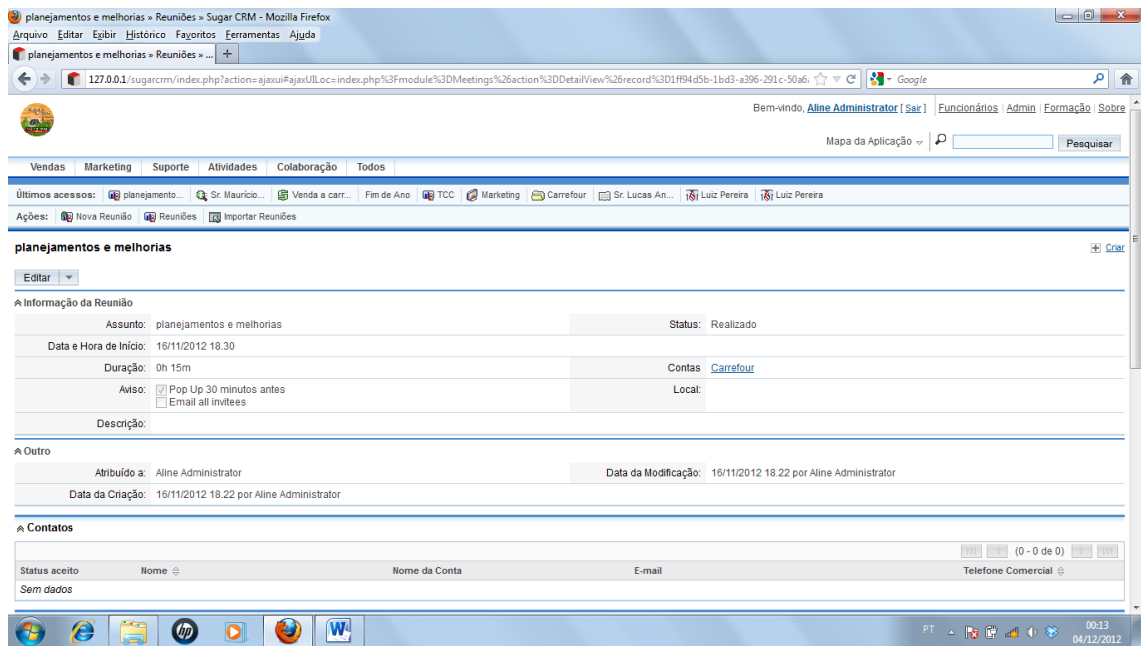 planejamentos e melhorias » Reuniões » Sugar CRM - Mozilla Firefox
Arquivo Editar Exibir Histórico Favoritos Ferramentas Ajuda
planejamentos e melhorias » Reuniões » ... +
127.0.0.1/sugarcrm/index.php?action=ajaxui#ajaxUILoc=index.php%3Fmodule%3DMeetings%26action%3DDetailView%26record%3D1ff94d5b-1bd3-a396-291c-50a6 Google
Bem-vindo, Aline Administrator [ Sair ] Funcionários Admin Formação Sobre
Mapa da Aplicação Pesquisar
Vendas Marketing Suporte Atividades Colaboração Todos
Últimos acessos: planejamento... Sr. Maurício... Venda a carr... Fim de Ano TCC Marketing Carrefour Sr. Lucas An... Luiz Pereira Luiz Pereira
Ações: Nova Reunião Reuniões Importar Reuniões
planejamentos e melhorias Criar
Editar
Informação da Reunião
Assunto: planejamentos e melhorias Status: Realizado
Data e Hora de Início: 16/11/2012 18.30
Duração: 0h 15m Contas Carrefour
Aviso: Pop Up 30 minutos antes Local:
Email all invitees
Descrição:
Outro
Atribuído a: Aline Administrator Data da Modificação: 16/11/2012 18.22 por Aline Administrator
Data da Criação: 16/11/2012 18.22 por Aline Administrator
Contatos
(0 - 0 de 0)
Status aceito Nome Nome da Conta E-mail Telefone Comercial
Sem dados
PT 00:13
04/12/2012